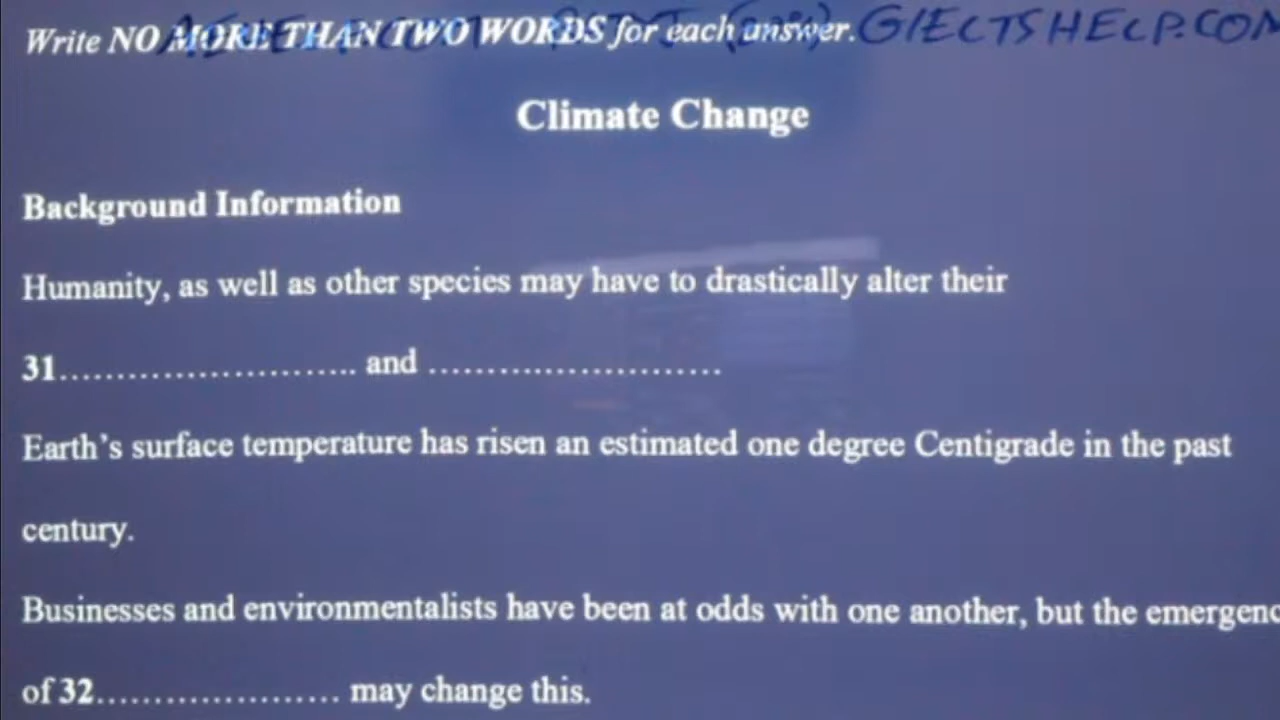 Write NO MORE THAN TWO WORDS for each answer. GIELTSHELP.COM
Climate Change
Background Information
Humanity, as well as other species may have to drastically alter their
31.......................... and ..........................
Earth’s surface temperature has risen an estimated one degree Centigrade in the past
century.
Businesses and environmentalists have been at odds with one another, but the emergenc
of 32...................... may change this.